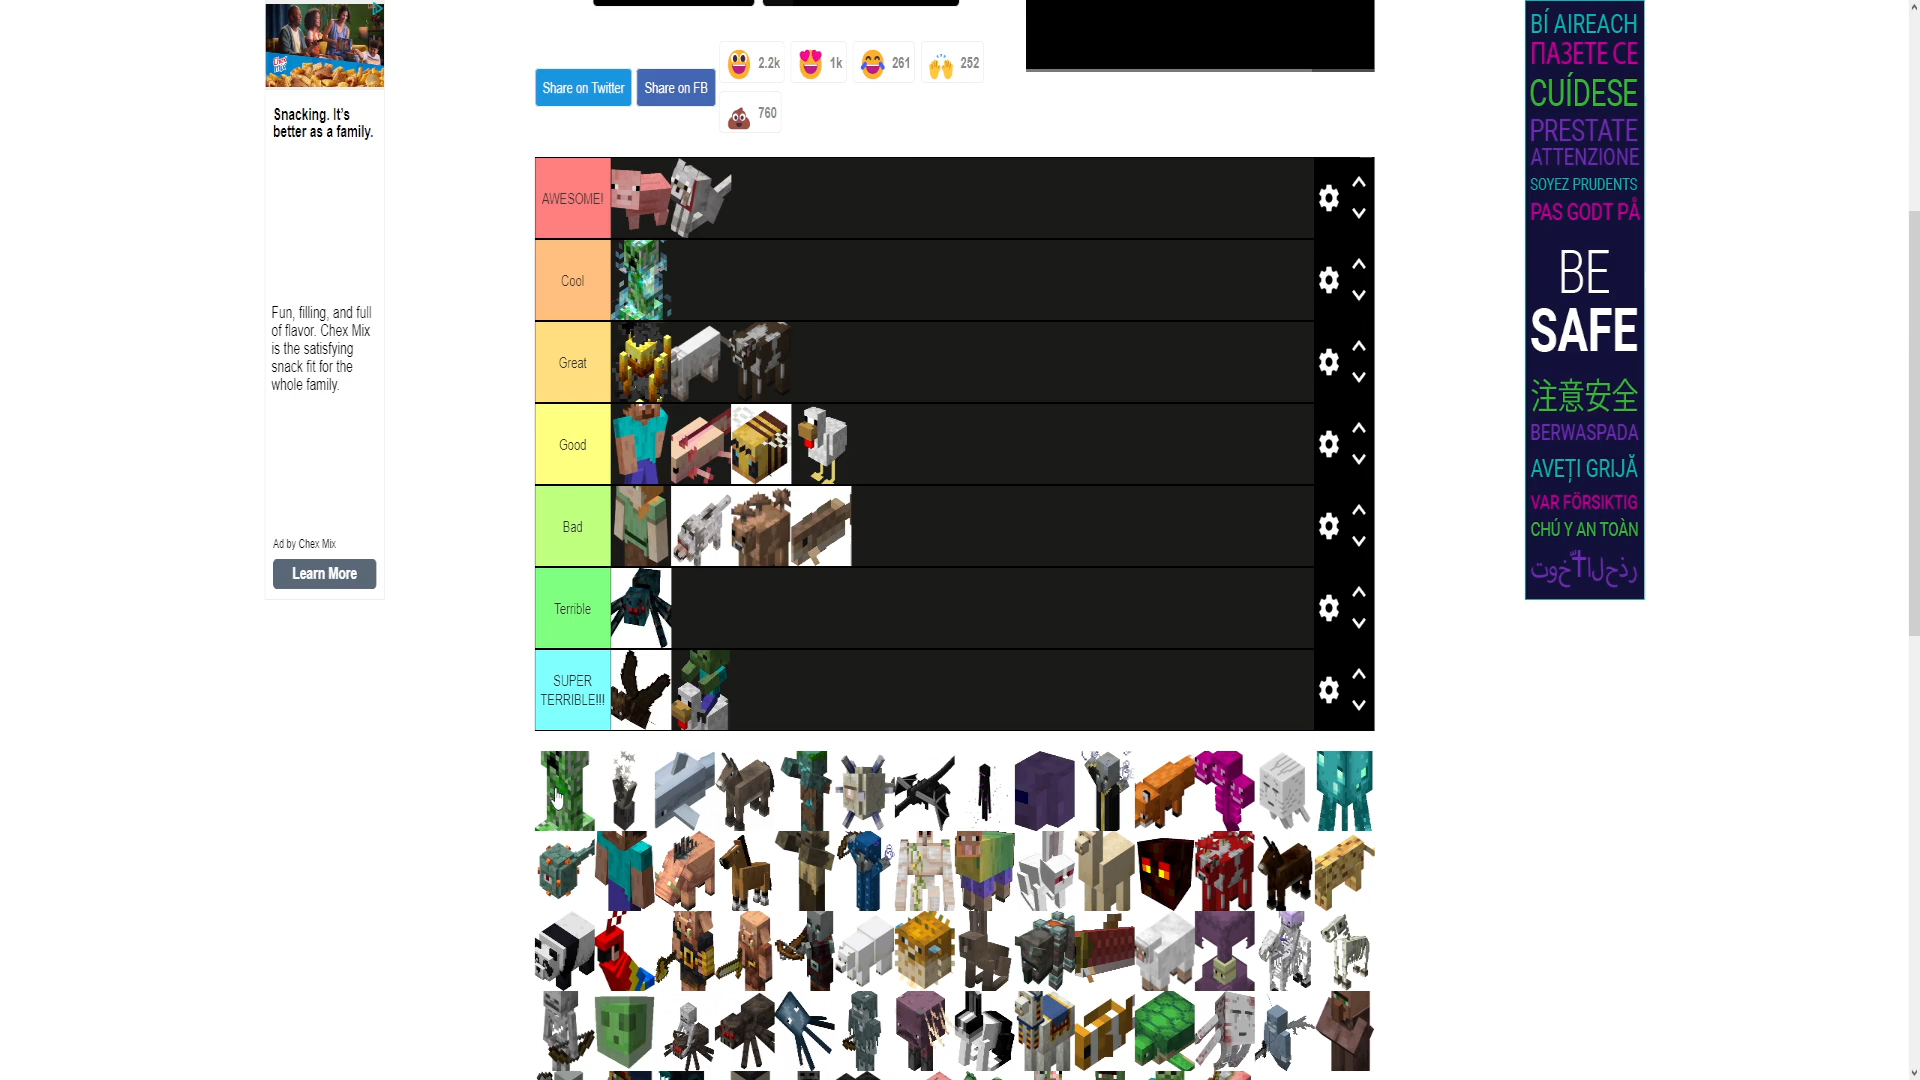 Snacking. It's
better as a family.
Fun, filling, and full
of flavor. Chex Mix
is the satisfying
snack fit for the
whole family.
Ad by Chex Mix
Learn More
Share on Twitter
Share on FB
2.2k
1k
261
252
760
AWESOME!
Cool
Great
Good
Bad
Terrible
SUPER
TERRIBLE!!!
BÍ AIREACH
ПАЗЕТЕ СЕ
CUÍDESE
PRESTATE
ATTENZIONE
SOYEZ PRUDENTS
PAS GODT PÅ
BE
SAFE
注意安全
BERWASPADA
AVEȚI GRIJĂ
VAR FÖRSIKTIG
CHÚ Ý AN TOÀN